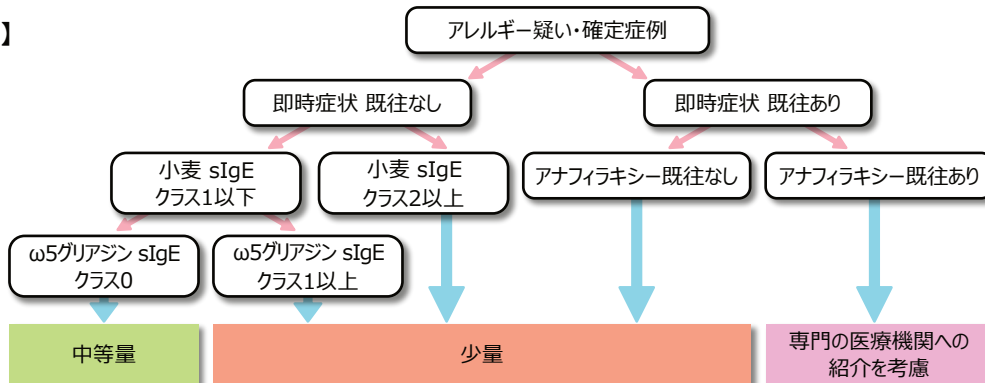 】
アレルギー疑い・確定症例
即時症状 既往なし
即時症状 既往あり
小麦 sIgE
クラス1以下
小麦 sIgE
クラス2以上
アナフィラキシー既往なし
アナフィラキシー既往あり
ω5グリアジン sIgE
クラス0
ω5グリアジン sIgE
クラス1以上
中等量
少量
専門の医療機関への
紹介を考慮